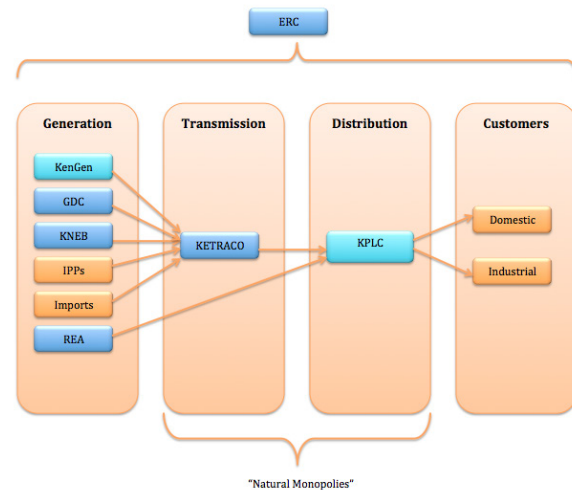 ERC
Generation
Transmission
Distribution
Customers
KenGen
GDC
KNEB
IPPs
Imports
REA
KETRACO
KPLC
Domestic
Industrial
"Natural Monopolies"